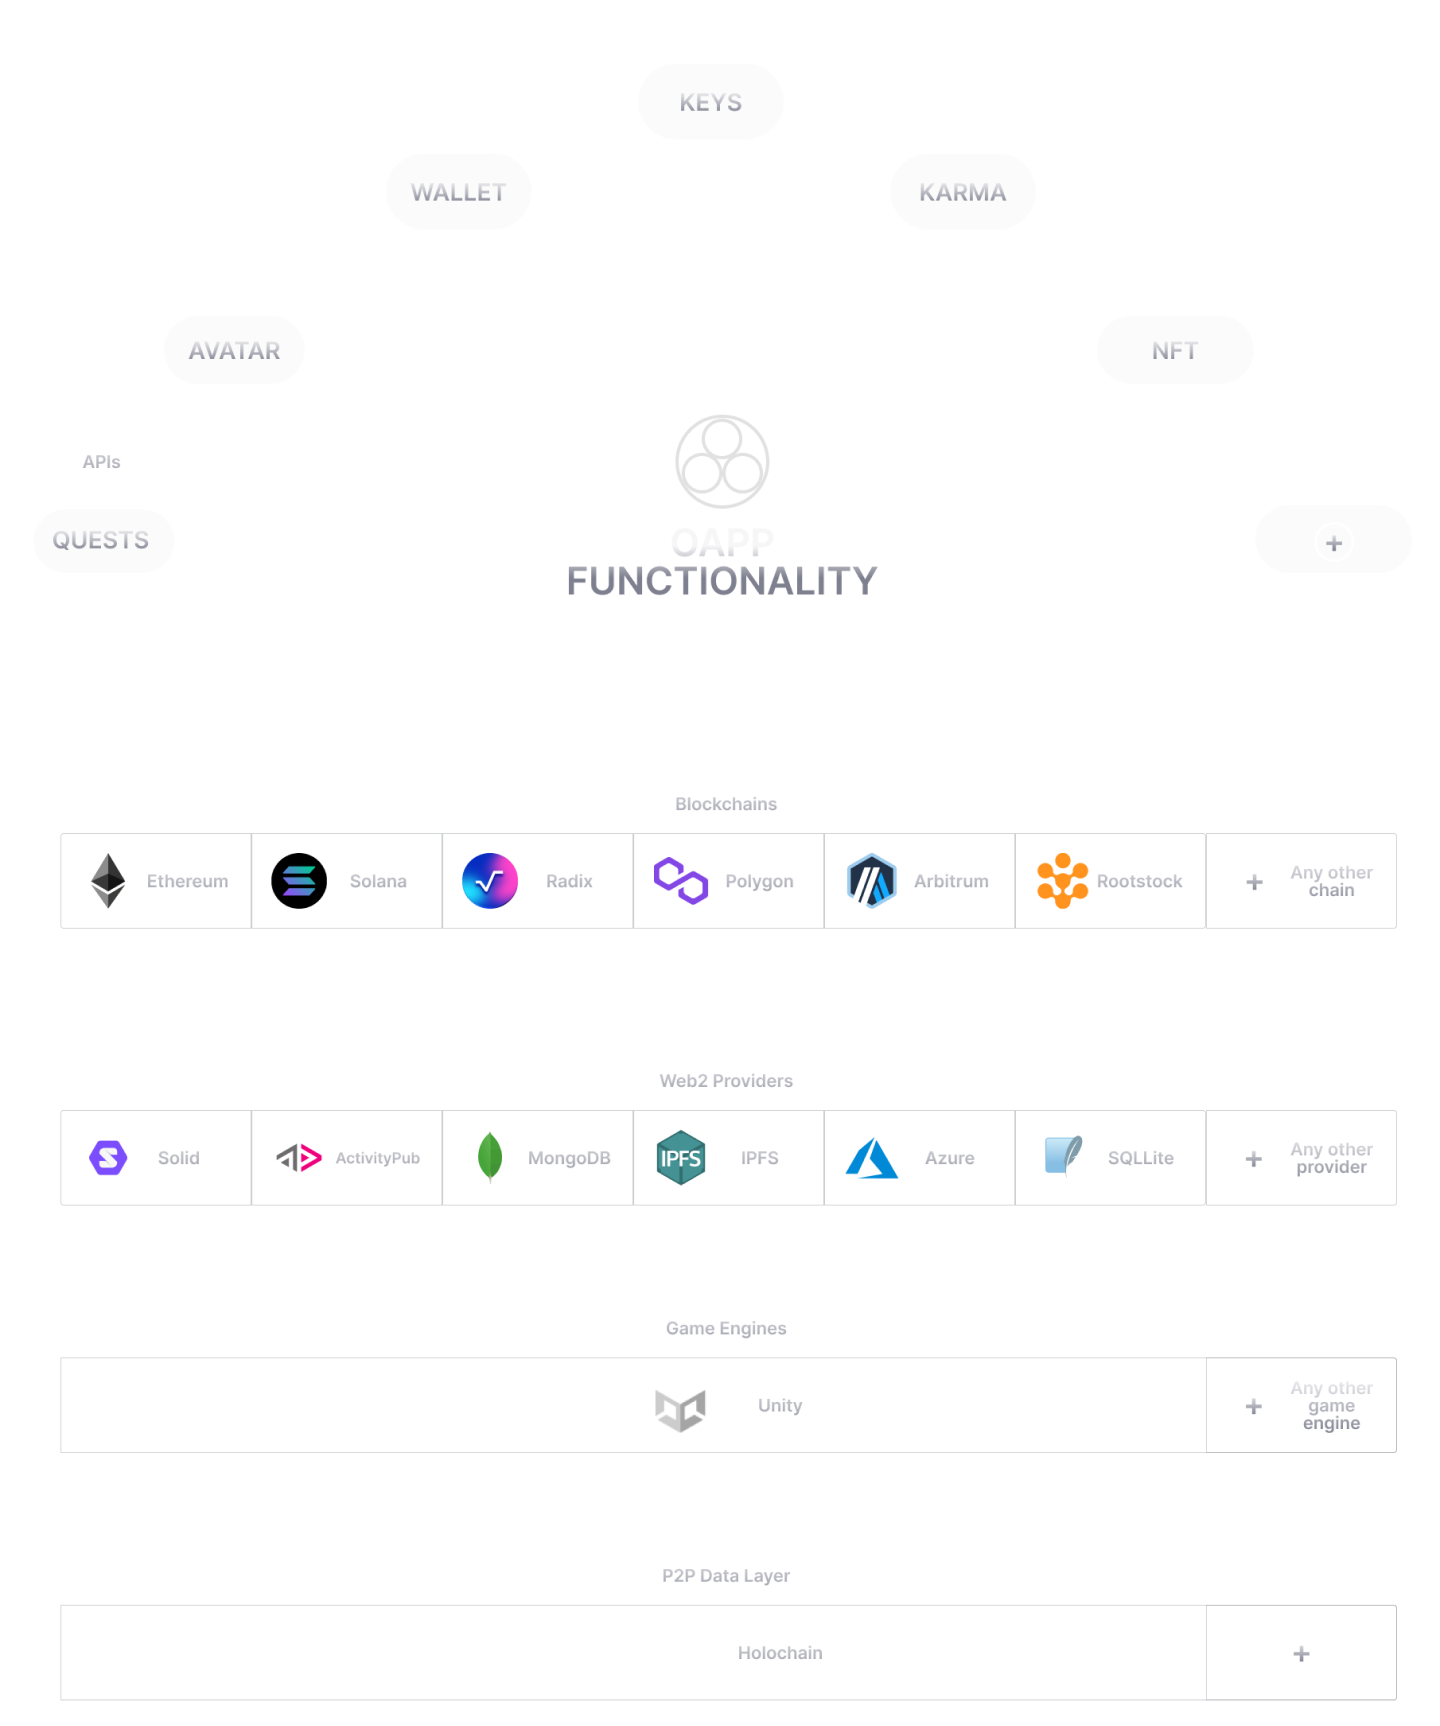 KEYS
WALLET
KARMA
AVATAR
NFT
APIs
QUESTS
+
OAPP
FUNCTIONALITY
Blockchains
Ethereum
Solana
Radix
Polygon
Arbitrum
Rootstock
+
Any other
chain
Web2 Providers
Solid
ActivityPub
MongoDB
IPFS
IPFS
Azure
SQLLite
+
Any other
provider
Game Engines
Unity
+
Any other
game
engine
P2P Data Layer
Holochain
+